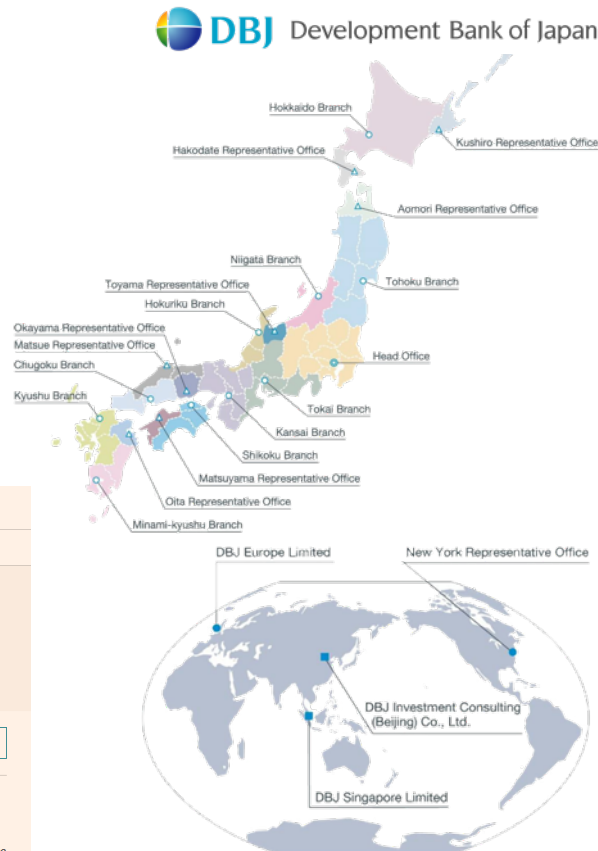 DBJ Development Bank of Japan
Hokkaido Branch
Kushiro Representative Office
Hakodate Representative Office
Aomori Representative Office
Niigata Branch
Tohoku Branch
Toyama Representative Office
Hokuriku Branch
Okayama Representative Office
Matsue Representative Office
Head Office
Chugoku Branch
Kyushu Branch
Tokai Branch
Kansai Branch
Shikoku Branch
Matsuyama Representative Office
Oita Representative Office
Minami-kyushu Branch
DBJ Europe Limited
New York Representative Office
DBJ Investment Consulting
(Beijing) Co., Ltd.
DBJ Singapore Limited